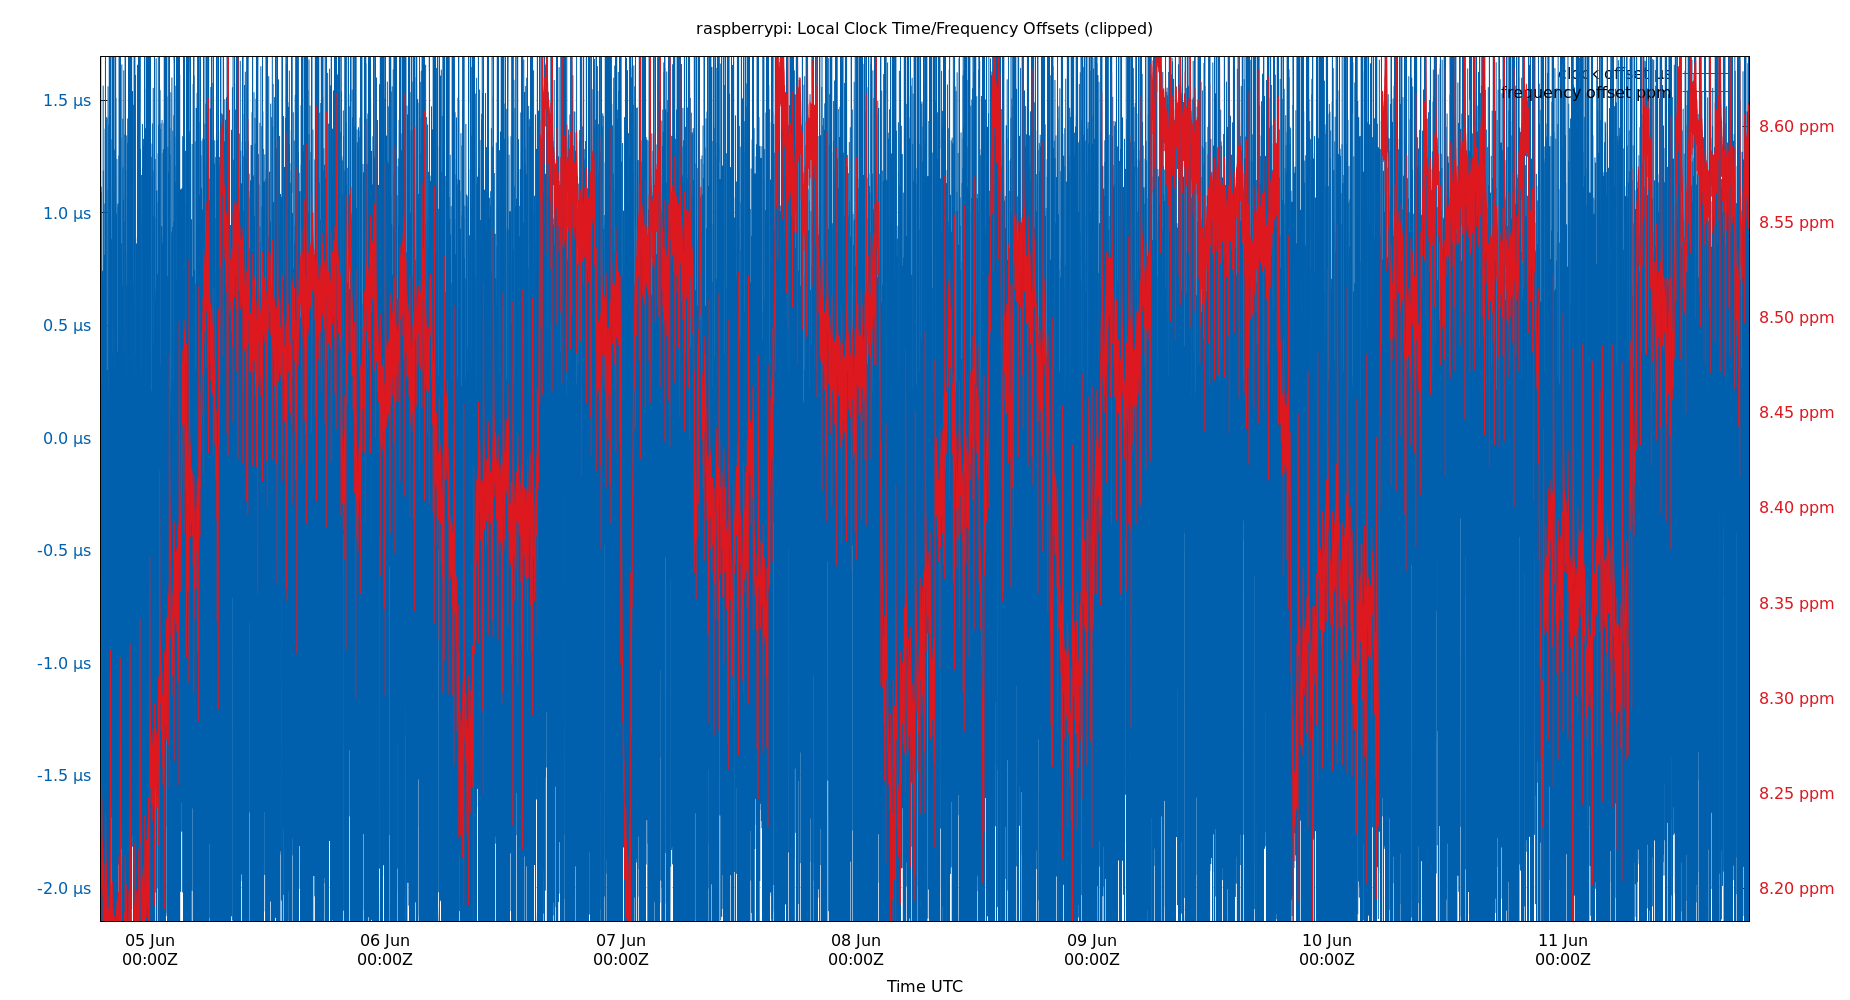 raspberrypi: Local Clock Time/Frequency Offsets (clipped)
clock offset µs
frequency offset ppm
1.5 µs
1.0 µs
0.5 µs
0.0 µs
-0.5 µs
-1.0 µs
-1.5 µs
-2.0 µs
8.60 ppm
8.55 ppm
8.50 ppm
8.45 ppm
8.40 ppm
8.35 ppm
8.30 ppm
8.25 ppm
8.20 ppm
05 Jun 06 Jun 07 Jun 08 Jun 09 Jun 10 Jun 11 Jun
00:00Z 00:00Z 00:00Z 00:00Z 00:00Z 00:00Z 00:00Z
Time UTC